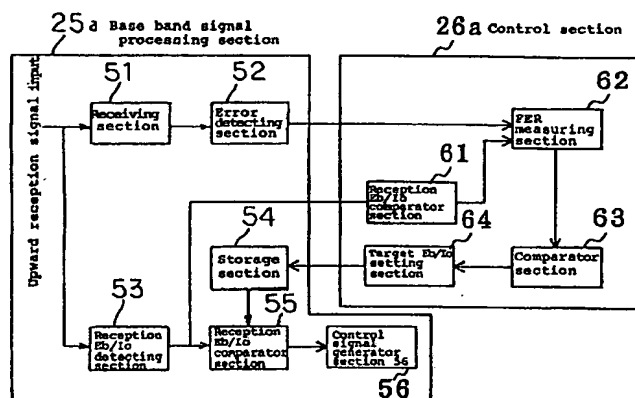 25a Base band signal
processing section
26a Control section
Upward reception signal input
51
Receiving
section
52
Error
detecting
section
62
FER
measuring
section
61
Reception
Eb/Io
comparator
section
54
Storage
section
64
Target Eb/Io
setting
section
63
Comparator
section
53
Reception
Eb/Io
detecting
section
55
Reception
Eb/Io
comparator
section
Control
signal
generator
section 56
56